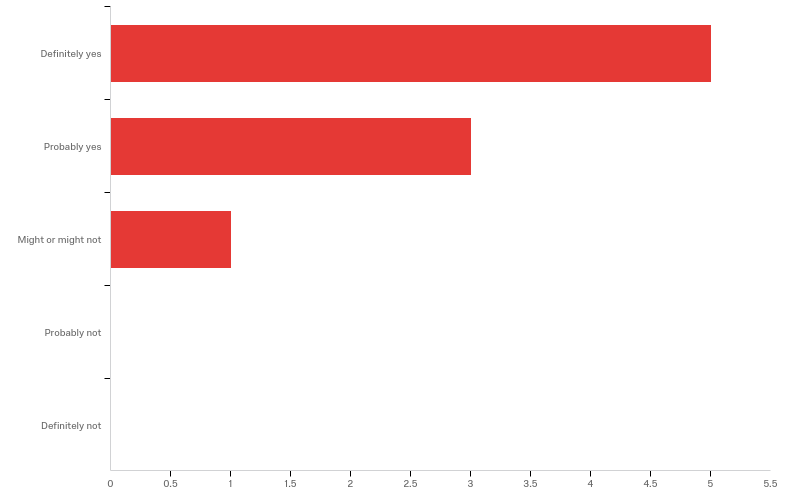 Definitely yes
Probably yes
Might or might not
Probably not
Definitely not
0 0.5 1 1.5 2 2.5 3 3.5 4 4.5 5 5.5